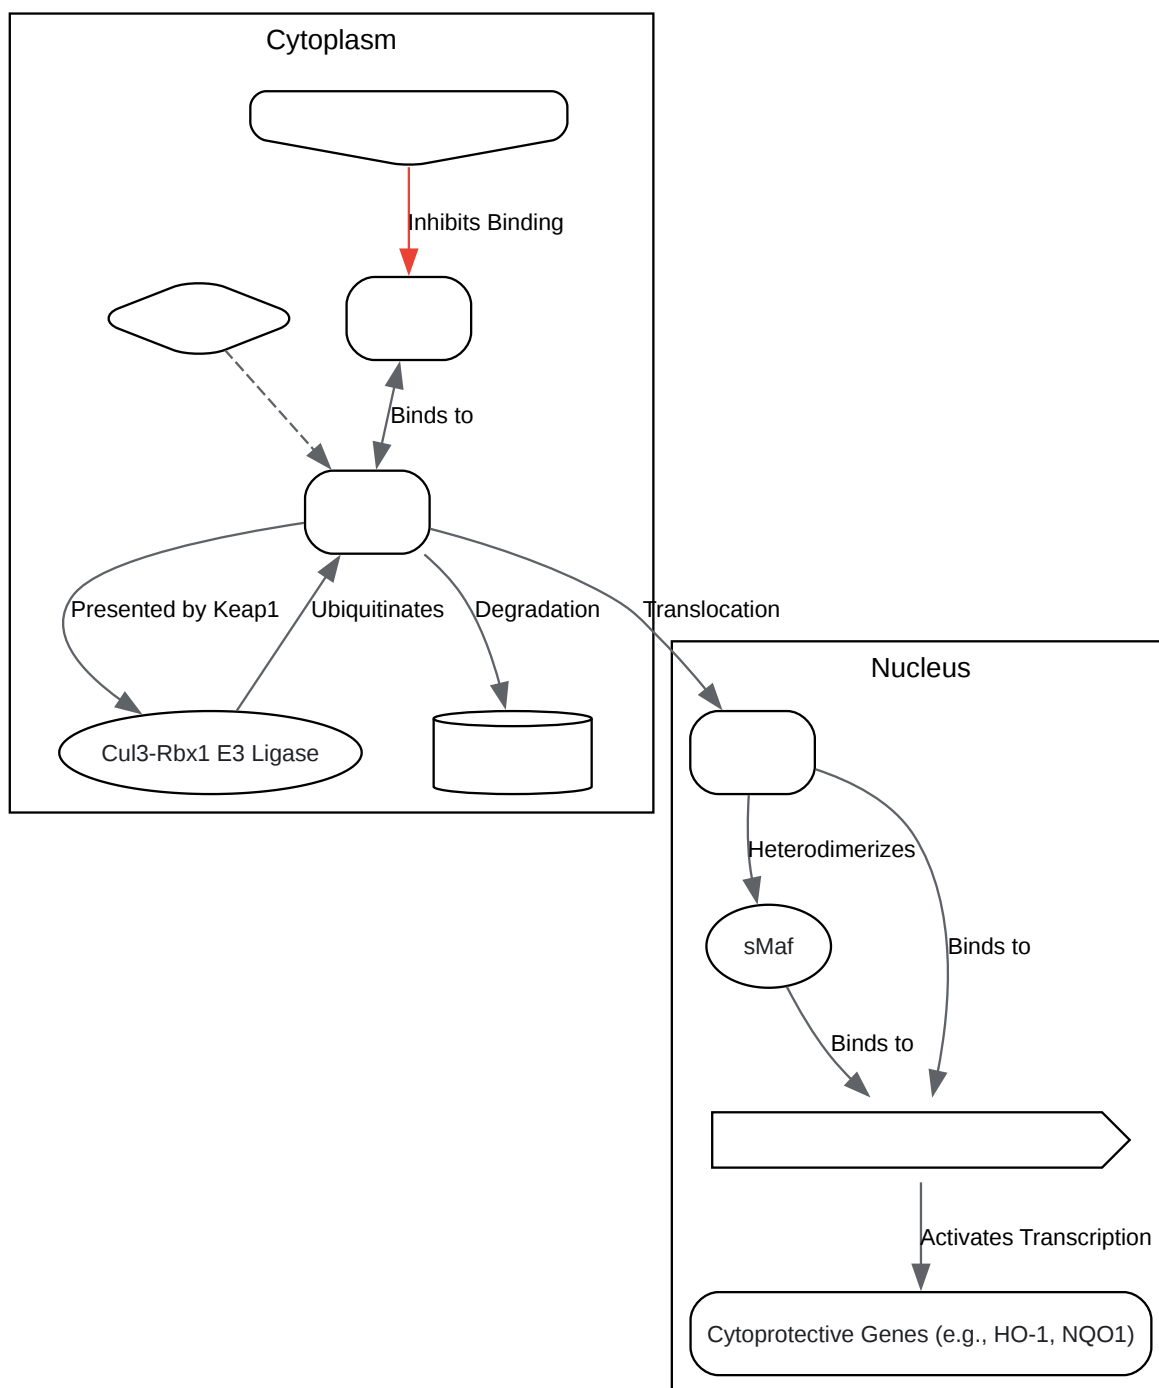 Cytoplasm
Inhibits Binding
Binds to
Presented by Keap1
Ubiquitinates
Degradation
Translocation
Nucleus
Cul3-Rbx1 E3 Ligase
Heterodimerizes
sMaf
Binds to
Binds to
Activates Transcription
Cytoprotective Genes (e.g., HO-1, NQO1)